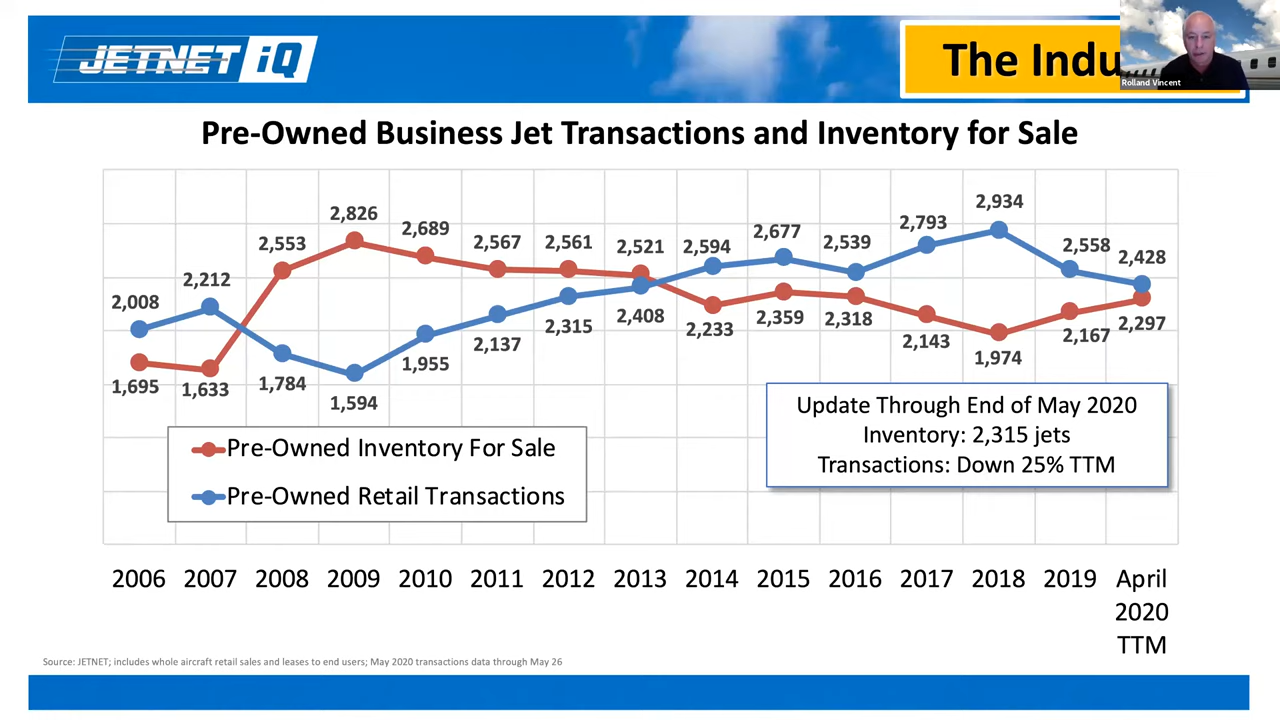 JETNET iQ
The Indu
Rolland Vincent
Pre-Owned Business Jet Transactions and Inventory for Sale
2,008
2,212
2,553
2,826
2,689
2,567
2,561
2,521
2,594
2,677
2,539
2,793
2,934
2,558
2,428
1,695
1,633
1,784
1,594
1,955
2,137
2,315
2,408
2,233
2,359
2,318
2,143
1,974
2,167
2,297
Pre-Owned Inventory For Sale
Pre-Owned Retail Transactions
Update Through End of May 2020
Inventory: 2,315 jets
Transactions: Down 25% TTM
2006 2007 2008 2009 2010 2011 2012 2013 2014 2015 2016 2017 2018 2019 April
2020
TTM
Source: JETNET; includes whole aircraft retail sales and leases to end users; May 2020 transactions data through May 26